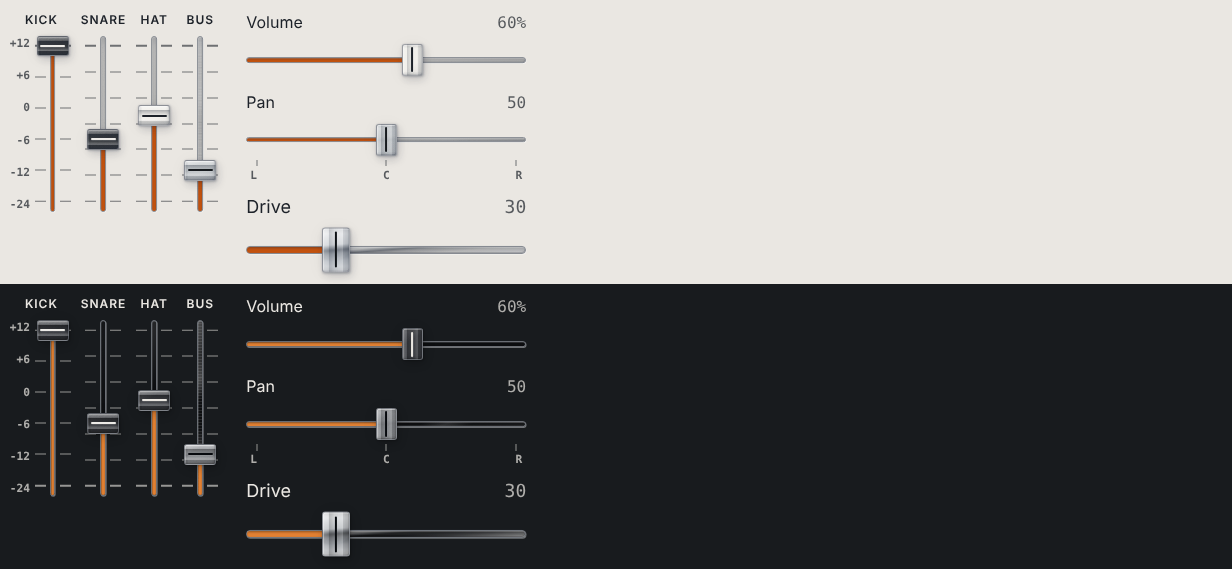 KICK SNARE HAT BUS
+12
+6
0
-6
-12
-24
Volume 60%
Pan 50
L C R
Drive 30
KICK SNARE HAT BUS
+12
+6
0
-6
-12
-24
Volume 60%
Pan 50
L C R
Drive 30